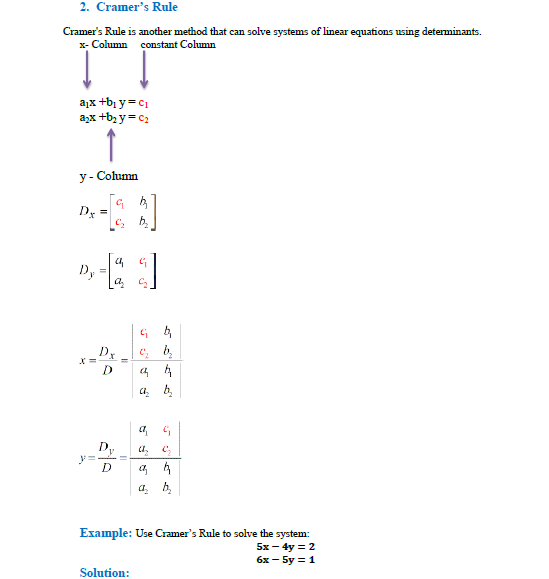 2. Cramer's Rule
Cramer's Rule is another method that can solve systems of linear equations using determinants.
x- Column constant Column
a₁x +b₁ y = c₁
a₂x +b₂ y = c₂
y - Column
Dₓ = [c₁ b₁
c₂ b₂]
D_y = [a₁ c₁
a₂ c₂]
x = Dₓ/D = |c₁ b₁
c₂ b₂|
|a₁ b₁
a₂ b₂|
y = D_y/D = |a₁ c₁
a₂ c₂|
|a₁ b₁
a₂ b₂|
Example: Use Cramer's Rule to solve the system:
5x − 4y = 2
6x − 5y = 1
Solution: